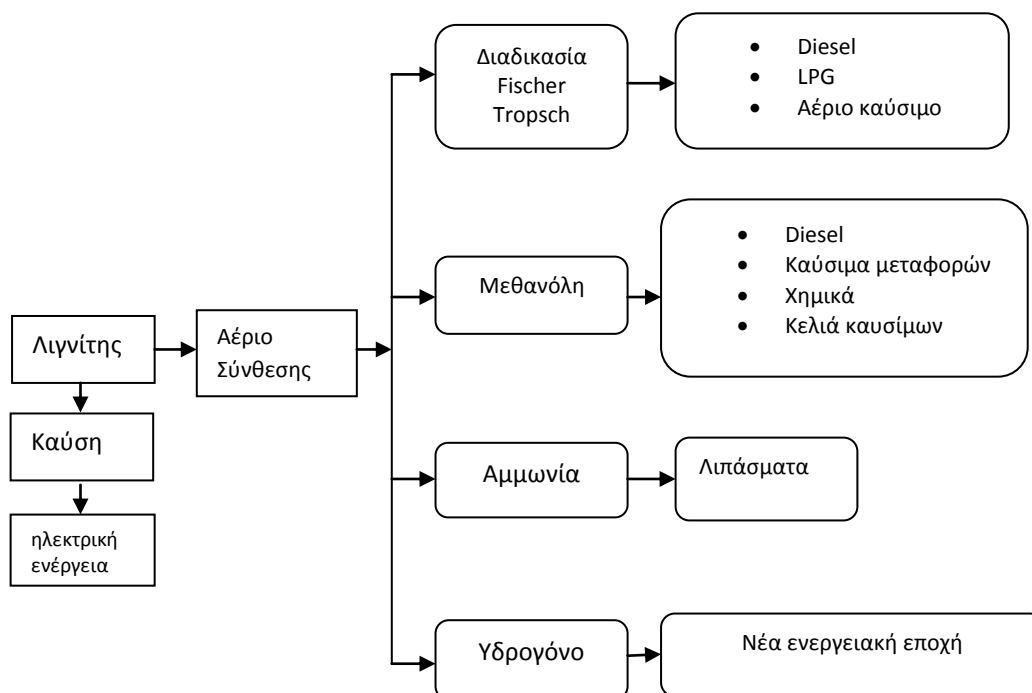 Διαδικασία
Fischer
Tropsch
• Diesel
• LPG
• Αέριο καύσιμο
Μεθανόλη
• Diesel
• Καύσιμα μεταφορών
• Χημικά
• Κελιά καυσίμων
Λιγνίτης
Αέριο
Σύνθεσης
Καύση
ηλεκτρική
ενέργεια
Αμμωνία
Λιπάσματα
Υδρογόνο
Νέα ενεργειακή εποχή